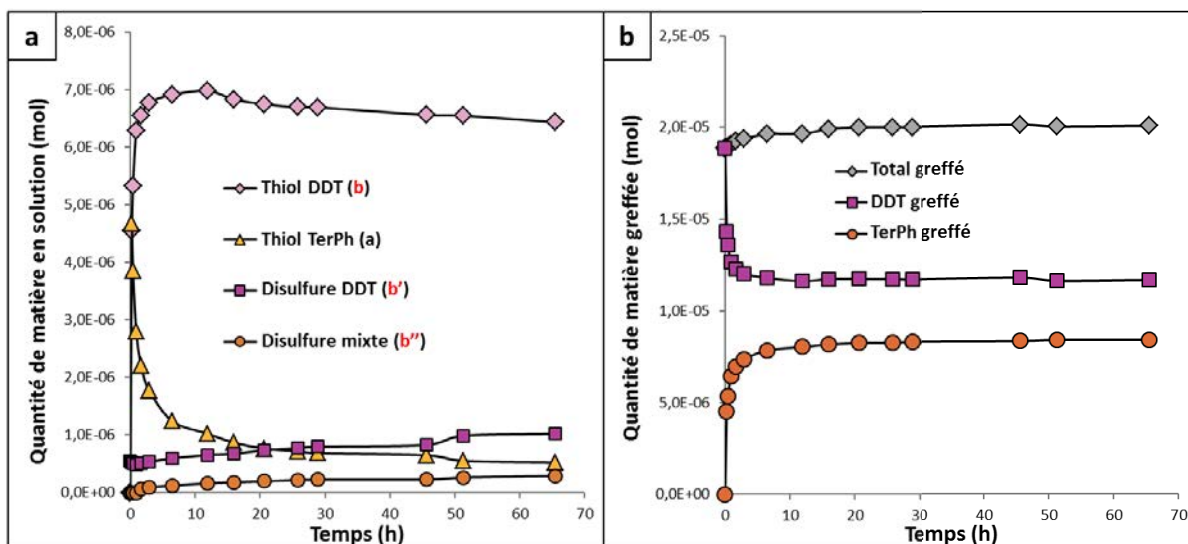 a
8,0E-06
7,0E-06
6,0E-06
5,0E-06
4,0E-06
3,0E-06
2,0E-06
1,0E-06
0,0E+00
Quantité de matière en solution (mol)
Thiol DDT (b)
Thiol TerPh (a)
Disulfure DDT (b')
Disulfure mixte (b'')
0 10 20 30 40 50 60 70
Temps (h)
b
2,5E-05
2,0E-05
1,5E-05
1,0E-05
5,0E-06
0,0E+00
Quantité de matière greffée (mol)
Total greffé
DDT greffé
TerPh greffé
0 10 20 30 40 50 60 70
Temps (h)